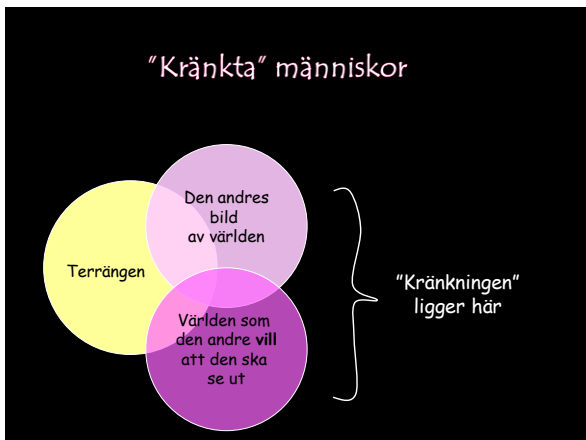 "Kränkta" människor
Den andres
bild
av världen
Terrängen
"Kränkningen"
ligger här
Världen som
den andre vill
att den ska
se ut